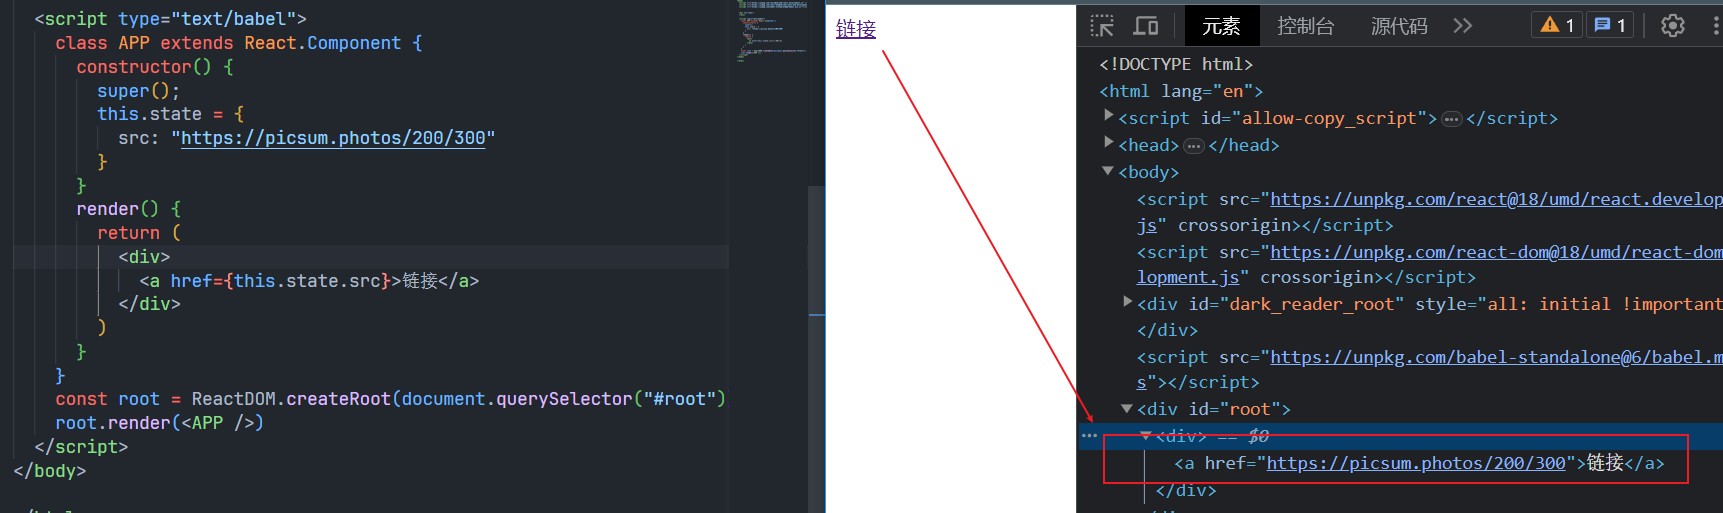 <script type="text/babel">
class APP extends React.Component {
constructor() {
super();
this.state = {
src: "https://picsum.photos/200/300"
}
}
render() {
return (
<div>
<a href={this.state.src}>链接</a>
</div>
)
}
}
const root = ReactDOM.createRoot(document.querySelector("#root")
root.render(<APP />)
</script>
</body>
链接
元素 控制台 源代码 1 1
<!DOCTYPE html>
<html lang="en">
<script id="allow-copy_script"> ••• </script>
<head> ••• </head>
<body>
<script src="https://unpkg.com/react@18/umd/react.develop
js" crossorigin></script>
<script src="https://unpkg.com/react-dom@18/umd/react-dom
lopment.js" crossorigin></script>
<div id="dark_reader_root" style="all: initial !important
</div>
<script src="https://unpkg.com/babel-standalone@6/babel.m
s"></script>
<div id="root">
<div> == $0
<a href="https://picsum.photos/200/300">链接</a>
</div>